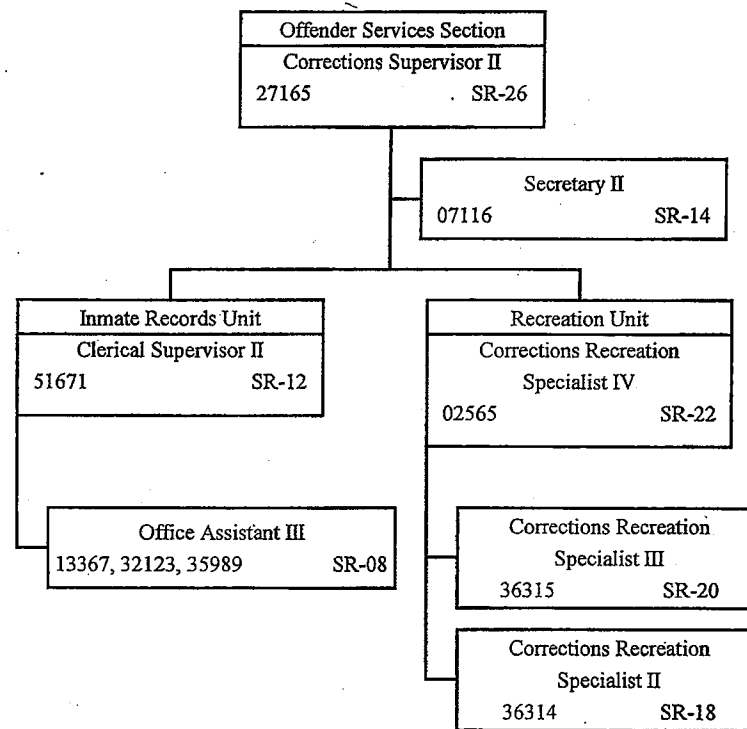 Offender Services Section
Corrections Supervisor II
27165 SR-26
Secretary II
07116 SR-14
Inmate Records Unit
Clerical Supervisor II
51671 SR-12
Recreation Unit
Corrections Recreation
Specialist IV
02565 SR-22
Office Assistant III
13367, 32123, 35989 SR-08
Corrections Recreation
Specialist III
36315 SR-20
Corrections Recreation
Specialist II
36314 SR-18